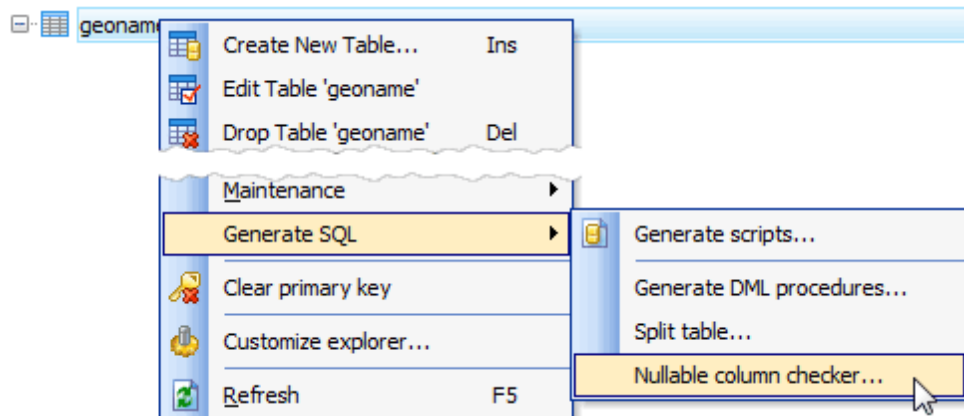 geoname
Create New Table... Ins
Edit Table 'geoname'
Drop Table 'geoname' Del
Maintenance
Generate SQL
Clear primary key
Customize explorer...
Refresh F5
Generate scripts...
Generate DML procedures...
Split table...
Nullable column checker...